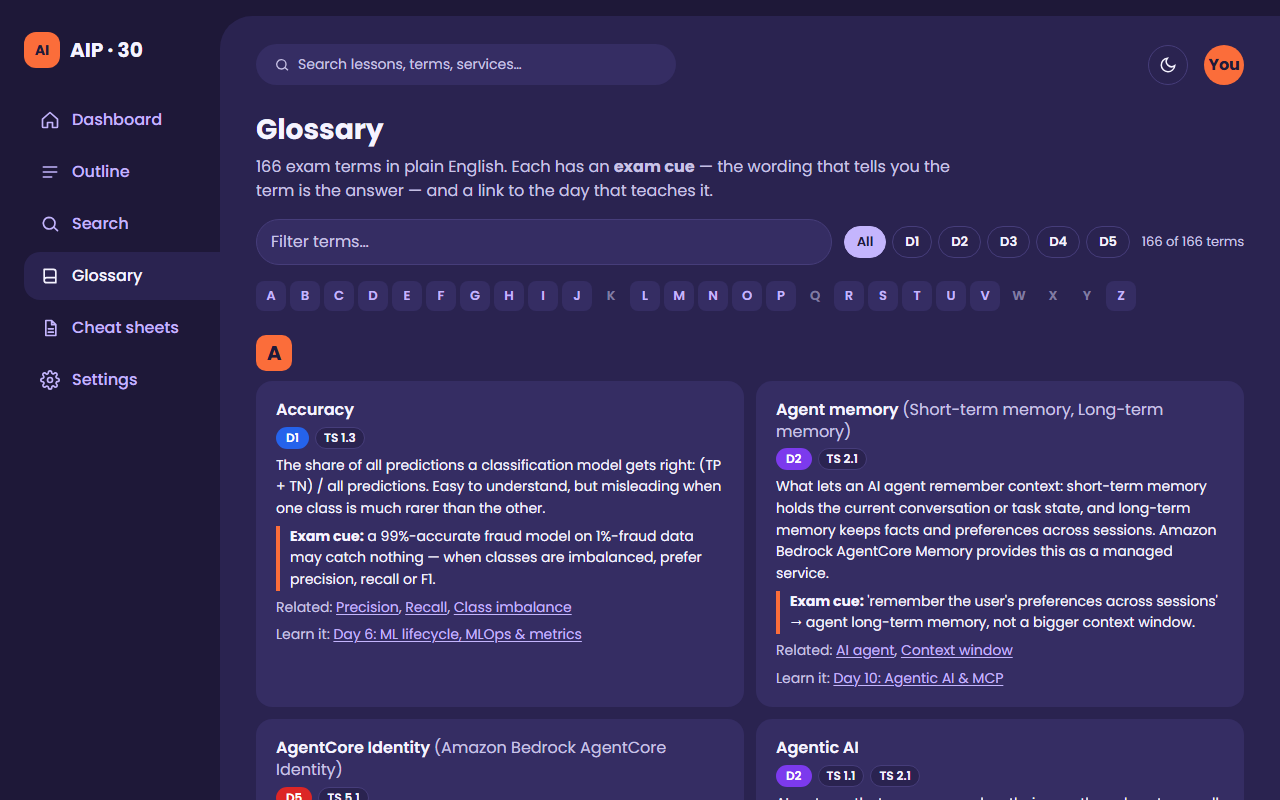 AI
AIP · 30
Dashboard
Outline
Search
Glossary
Cheat sheets
Settings
Search lessons, terms, services...
You
Glossary
166 exam terms in plain English. Each has an exam cue — the wording that tells you the
term is the answer — and a link to the day that teaches it.
Filter terms...
All D1 D2 D3 D4 D5 166 of 166 terms
A B C D E F G H I J K L M N O P Q R S T U V W X Y Z
A
Accuracy
D1 TS 1.3
The share of all predictions a classification model gets right: (TP
+ TN) / all predictions. Easy to understand, but misleading when
one class is much rarer than the other.
Exam cue: a 99%-accurate fraud model on 1%-fraud data
may catch nothing — when classes are imbalanced, prefer
precision, recall or F1.
Related: Precision, Recall, Class imbalance
Learn it: Day 6: ML lifecycle, MLOps & metrics
Agent memory (Short-term memory, Long-term
memory)
D2 TS 2.1
What lets an AI agent remember context: short-term memory
holds the current conversation or task state, and long-term
memory keeps facts and preferences across sessions. Amazon
Bedrock AgentCore Memory provides this as a managed
service.
Exam cue: 'remember the user's preferences across sessions'
→ agent long-term memory, not a bigger context window.
Related: AI agent, Context window
Learn it: Day 10: Agentic AI & MCP
AgentCore Identity (Amazon Bedrock AgentCore
Identity)
D5 TS 5.1
Agentic AI
D2 TS 1.1 TS 2.1